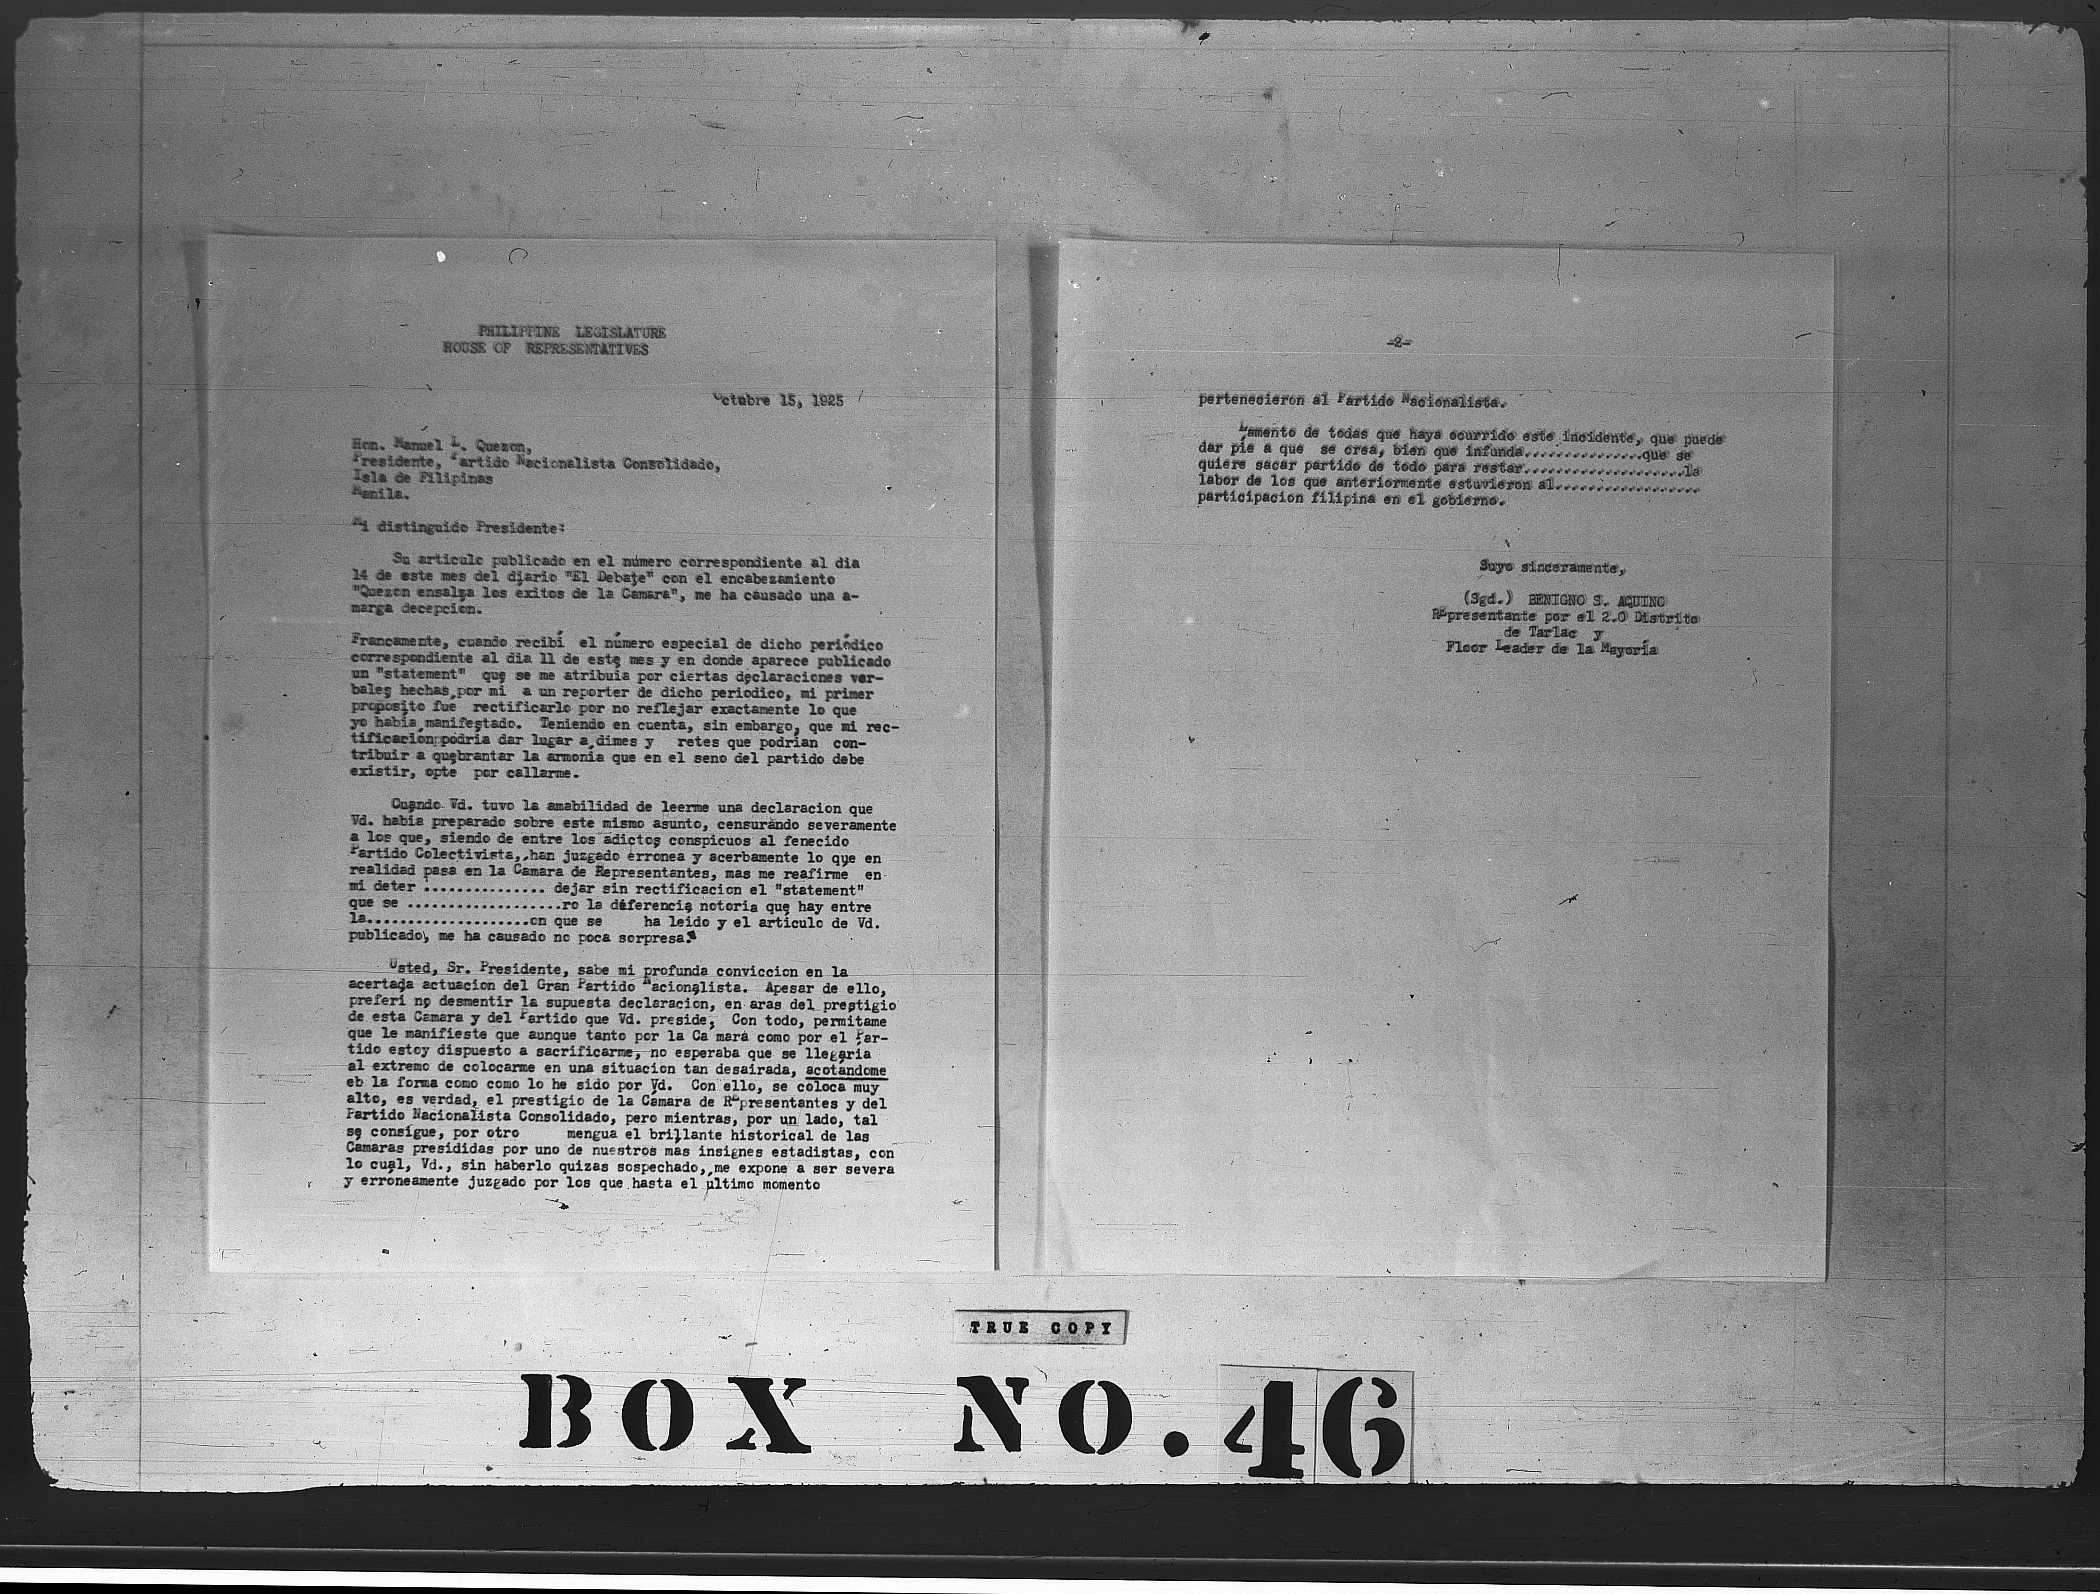 PHILIPPINE LEGISLATURE
HOUSE OF REPRESENTATIVES
Octubre 15, 1925
Hon. Manuel L. Quezon,
Presidente, Partido Nacionalista Consolidado,
Isla de Filipinas
Manila.
Mi distinguido Presidente:
Su articulo publicado en el número correspondiente al dia
14 de este mes del diario "El Debate" con el encabezamiento
"Quezon ensalza los exitos de la Camara", me ha causado una a-
marga decepcion.
Francamente, cuando recibí el número especial de dicho periódico
correspondiente al dia 11 de este mes y en donde aparece publicado
un "statement" que se me atribuia por ciertas declaraciones ver-
bales hechas por mi a un reporter de dicho periodico, mi primer
proposito fue rectificarlo por no reflejar exactamente lo que
yo había manifestado. Teniendo en cuenta, sin embargo, que mi rec-
tificación podría dar lugar a dimes y retes que podrian con-
tribuir a quebrantar la armonia que en el seno del partido debe
existir, opte por callarme.
Cuando Vd. tuvo la amabilidad de leerme una declaracion que
Vd. habia preparado sobre este mismo asunto, censurando severamente
a los que, siendo de entre los adictos conspicuos al fenecido
Partido Colectivista, han juzgado erronea y acerbamente lo que en
realidad pasa en la Camara de Representantes, mas me reafirme en
mi deter ............... dejar sin rectificacion el "statement"
que se ...................ro la diferencia notoria que hay entre
la....................on que se ha leido y el articulo de Vd.
publicado, me ha causado no poca sorpresa.
Usted, Sr. Presidente, sabe mi profunda conviccion en la
acertada actuacion del Gran Partido Nacionalista. Apesar de ello,
preferi no desmentir la supuesta declaracion, en aras del prestigio
de esta Camara y del Partido que Vd. preside; Con todo, permitame
que le manifieste que aunque tanto por la Ca mara como por el Par-
tido estoy dispuesto a sacrificarme, no esperaba que se llegaria
al extremo de colocarme en una situacion tan desairada, acotandome
eb la forma como como lo he sido por Vd. Con ello, se coloca muy
alto, es verdad, el prestigio de la Cámara de Representantes y del
Partido Nacionalista Consolidado, pero mientras, por un lado, tal
se consigue, por otro mengua el brillante historical de las
Camaras presididas por uno de nuestros mas insignes estadistas, con
lo cual, Vd., sin haberlo quizas sospechado, me expone a ser severa
y erroneamente juzgado por los que hasta el ultimo momento
-2-
pertenecieron al Partido Nacionalista.
Lamento de todas que haya ocurrido este incidente, que puede
dar pie a que se crea, bien que infunda...............que se
quiere sacar partido de todo para restar....................la
labor de los que anteriormente estuvieron al..................
participacion filipina en el gobierno.
Suyo sinceramente,
(Sgd.) BENIGNO S. AQUINO
Representante por el 2.0 Distrito
de Tarlac y
Floor Leader de la Mayoría
TRUE COPY
BOX NO. 46